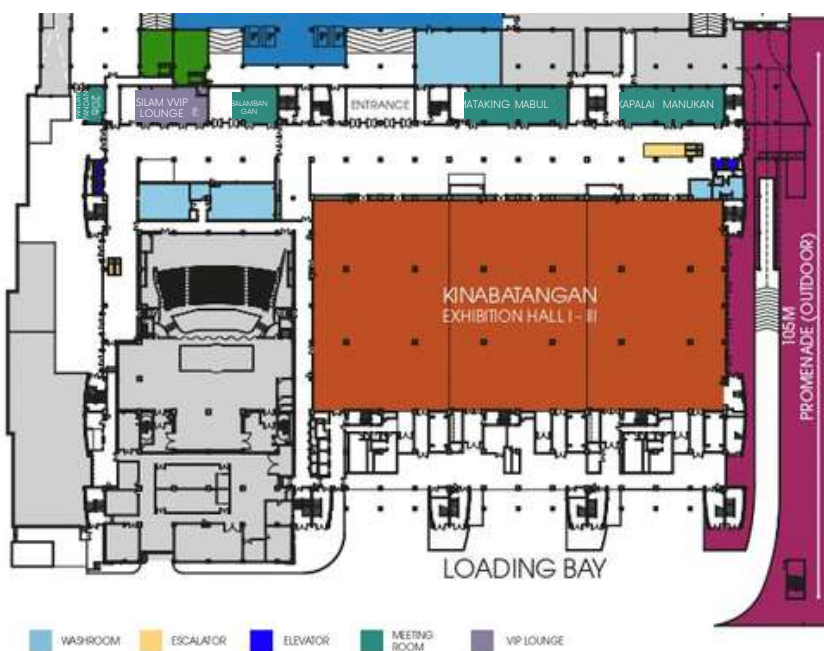 SILAM VVIP
LOUNGE 2
BALAMBAN
GAN
ENTRANCE
MATAKING MABUL
KAPALAI MANUKAN
KINABATANGAN
EXHIBITION HALL I - III
105M
PROMENADE (OUTDOOR)
LOADING BAY
WASHROOM
ESCALATOR
ELEVATOR
MEETING
ROOM
VIP LOUNGE